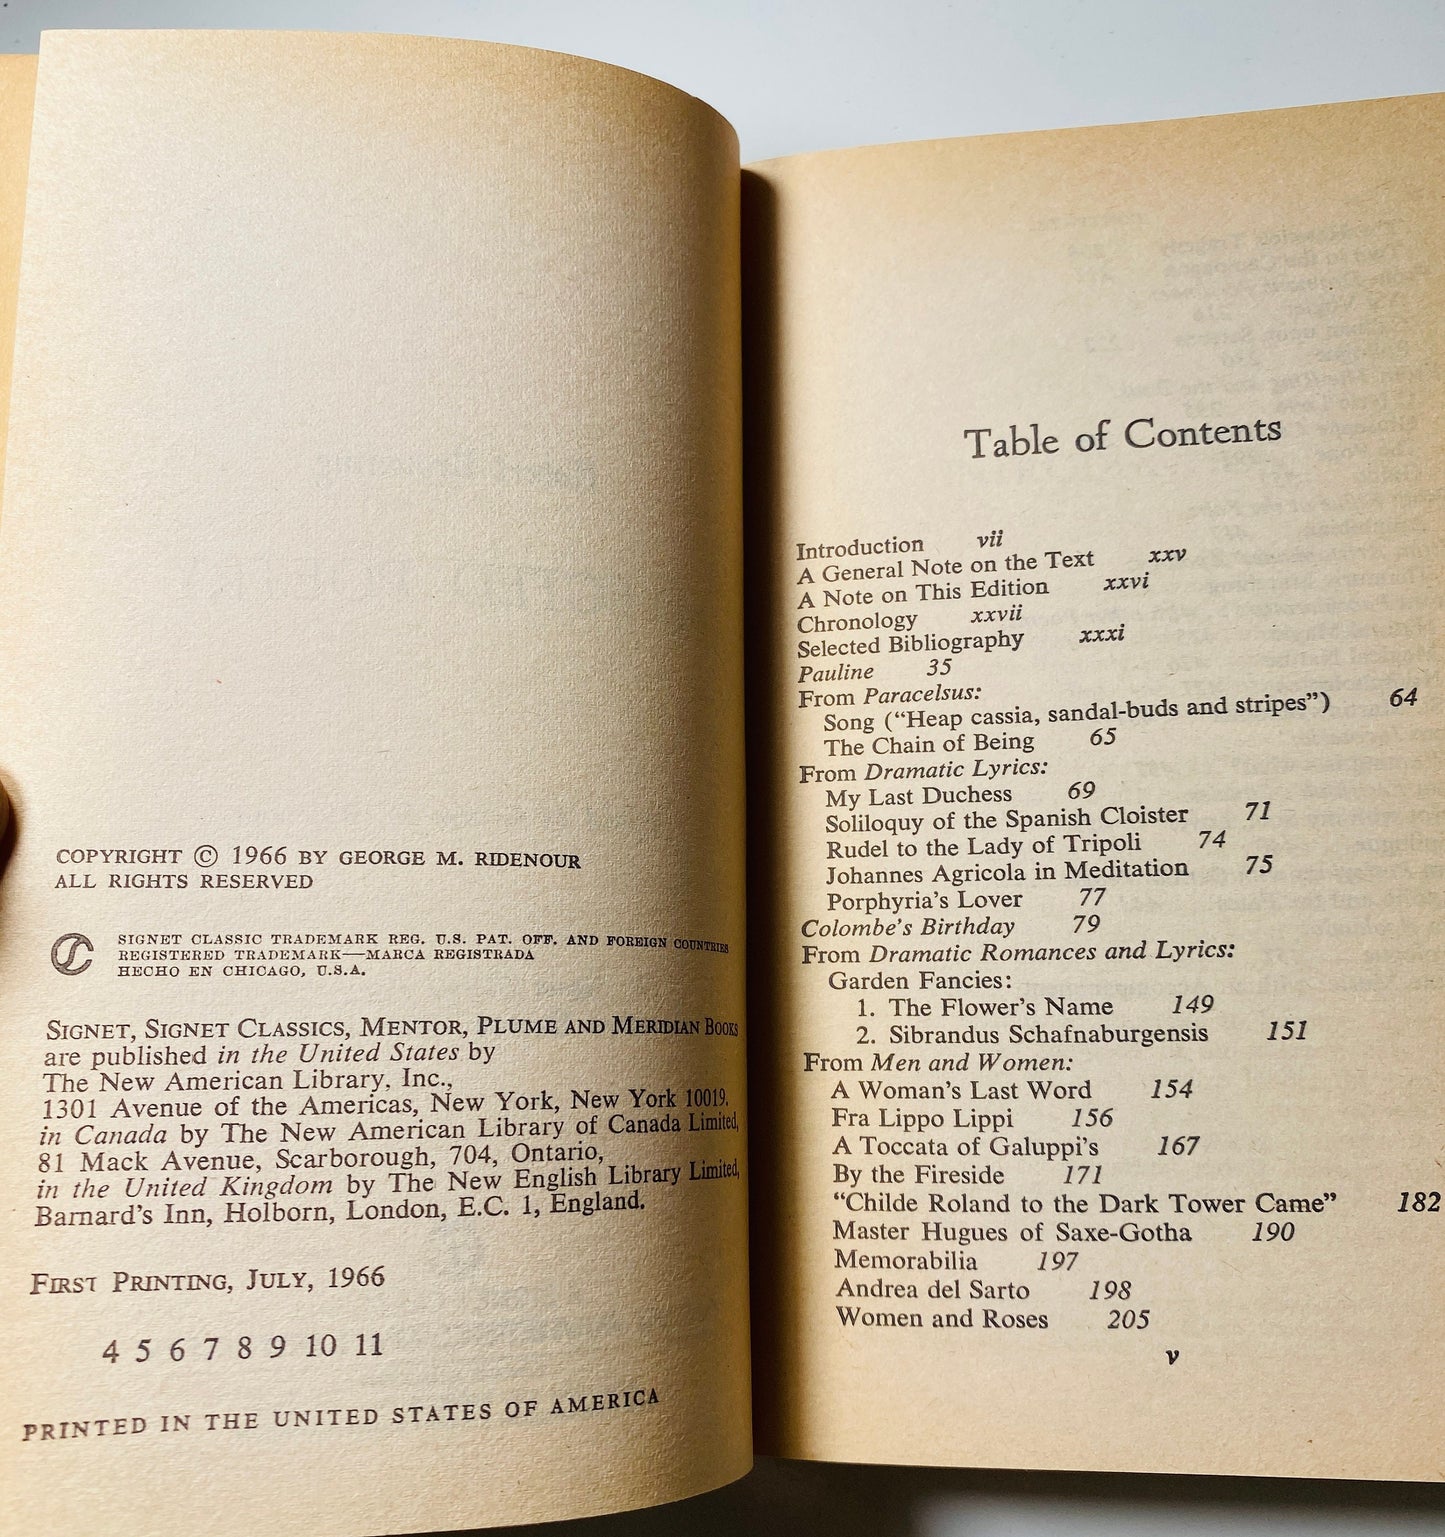 COPYRIGHT © 1966 BY GEORGE M. RIDENOUR
ALL RIGHTS RESERVED
SIGNET CLASSIC TRADEMARK REG. U.S. PAT. OFF. AND FOREIGN COUNTRIES
REGISTERED TRADEMARK—MARCA REGISTRADA
HECHO EN CHICAGO, U.S.A.
SIGNET, SIGNET CLASSICS, MENTOR, PLUME AND MERIDIAN BOOKS
are published in the United States by
The New American Library, Inc.,
1301 Avenue of the Americas, New York, New York 10019.
in Canada by The New American Library of Canada Limited,
81 Mack Avenue, Scarborough, 704, Ontario,
in the United Kingdom by The New English Library Limited,
Barnard's Inn, Holborn, London, E.C. 1, England.
FIRST PRINTING, JULY, 1966
4 5 6 7 8 9 10 11
PRINTED IN THE UNITED STATES OF AMERICA
Table of Contents
Introduction vii
A General Note on the Text xxv
A Note on This Edition xxvi
Chronology xxvii
Selected Bibliography xxxi
Pauline 35
From Paracelsus:
Song (“Heap cassia, sandal-buds and stripes”) 64
The Chain of Being 65
From Dramatic Lyrics:
My Last Duchess 69
Soliloquy of the Spanish Cloister 71
Rudel to the Lady of Tripoli 74
Johannes Agricola in Meditation 75
Porphyria's Lover 77
Colombe's Birthday 79
From Dramatic Romances and Lyrics:
Garden Fancies:
1. The Flower's Name 149
2. Sibrandus Schafnaburgensis 151
From Men and Women:
A Woman's Last Word 154
Fra Lippo Lippi 156
A Toccata of Galuppi's 167
By the Fireside 171
“Childe Roland to the Dark Tower Came” 182
Master Hugues of Saxe-Gotha 190
Memorabilia 197
Andrea del Sarto 198
Women and Roses 205
v